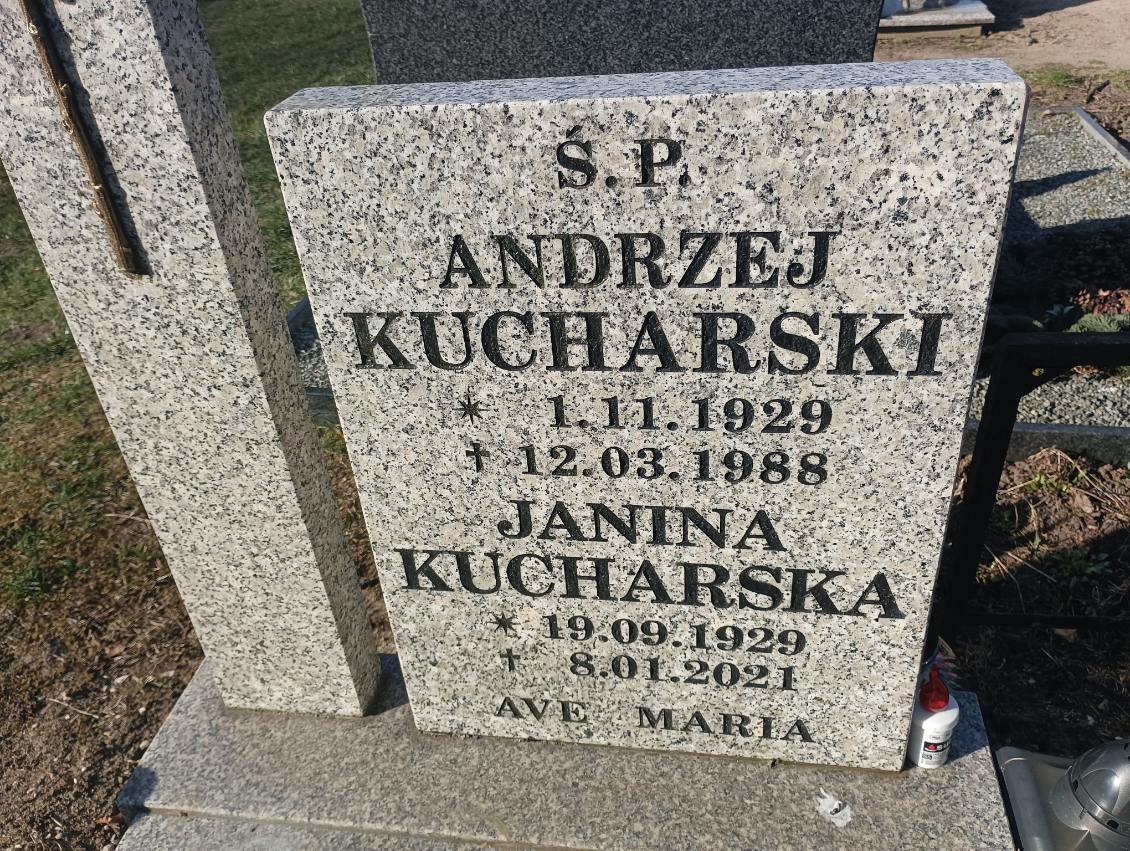 Ś.P.
ANDRZEJ
KUCHARSKI
* 1.11.1929
† 12.03.1988
JANINA
KUCHARSKA
* 19.09.1929
† 8.01.2021
AVE MARIA